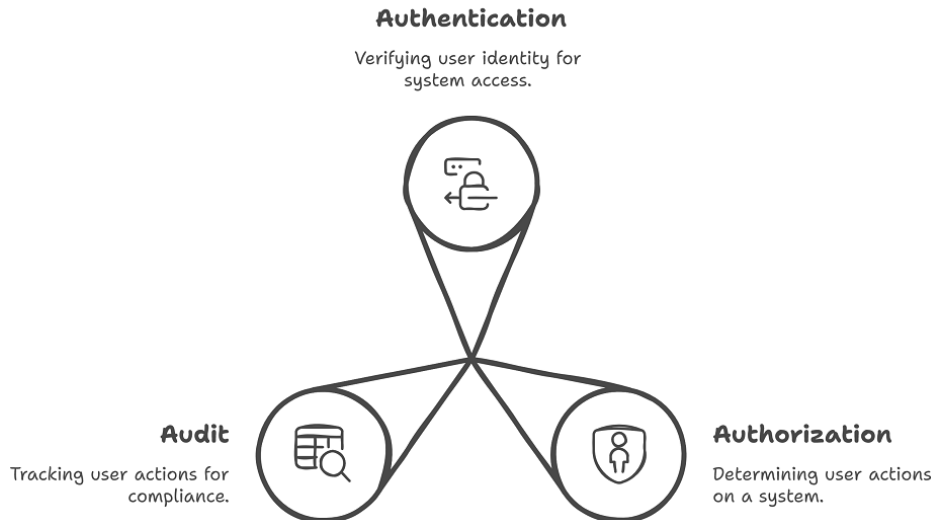 Authentication
Verifying user identity for
system access.
Audit
Tracking user actions for
compliance.
Authorization
Determining user actions
on a system.